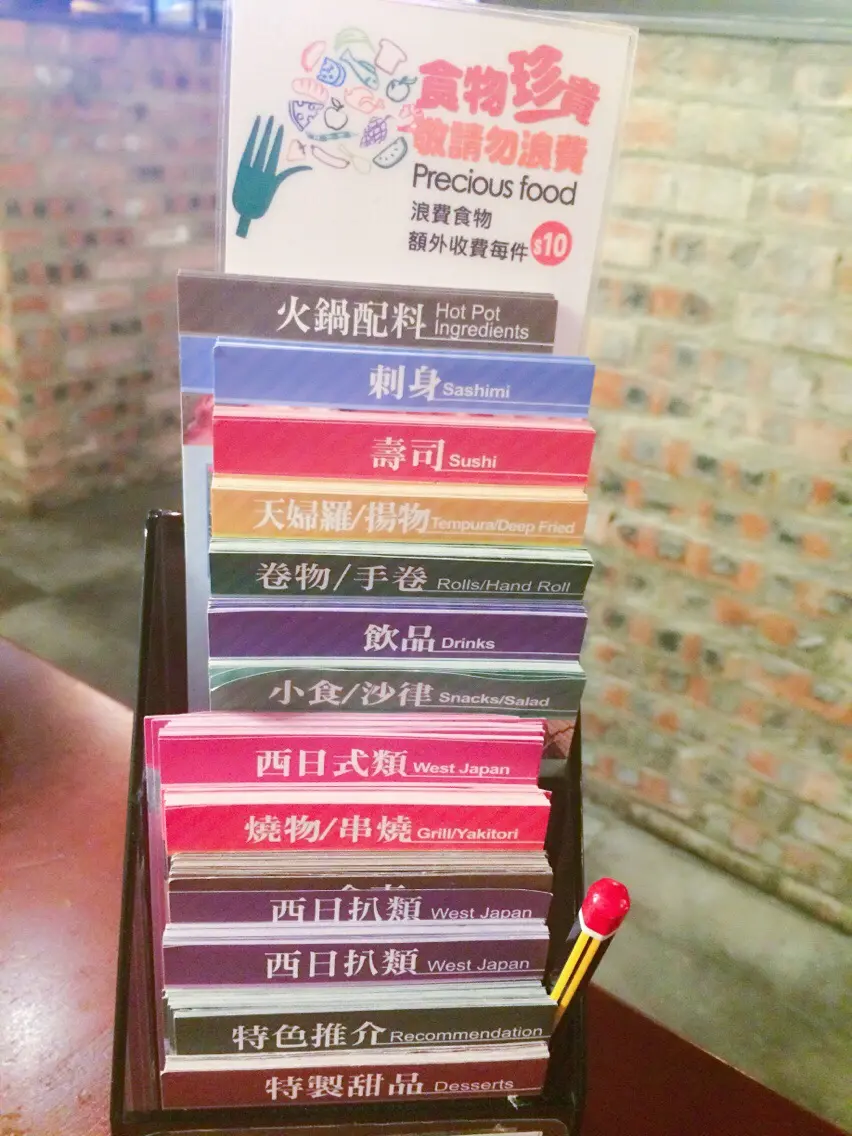 食物珍貴
敬請勿浪費
Precious food
浪費食物
額外收費每件 $10
火鍋配料 Hot Pot Ingredients
刺身 Sashimi
壽司 Sushi
天婦羅/揚物 Tempura/Deep Fried
卷物/手卷 Rolls/Hand Roll
飲品 Drinks
小食/沙律 Snacks/Salad
西日式類 West Japan
燒物/串燒 Grill/Yakitori
西日扒類 West Japan
西日扒類 West Japan
特色推介 Recommendation
特製甜品 Desserts